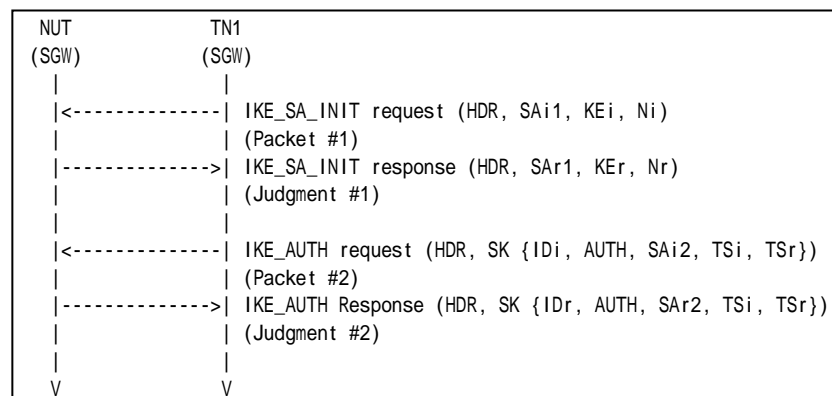 NUT TN1
(SGW) (SGW)
| |
|<--------------| IKE_SA_INIT request (HDR, SAi1, KEi, Ni)
| | (Packet #1)
|-------------->| IKE_SA_INIT response (HDR, SAr1, KEr, Nr)
| | (Judgment #1)
| |
|<--------------| IKE_AUTH request (HDR, SK {IDi, AUTH, SAi2, TSi, TSr})
| | (Packet #2)
|-------------->| IKE_AUTH Response (HDR, SK {IDr, AUTH, SAr2, TSi, TSr})
| | (Judgment #2)
| |
V V